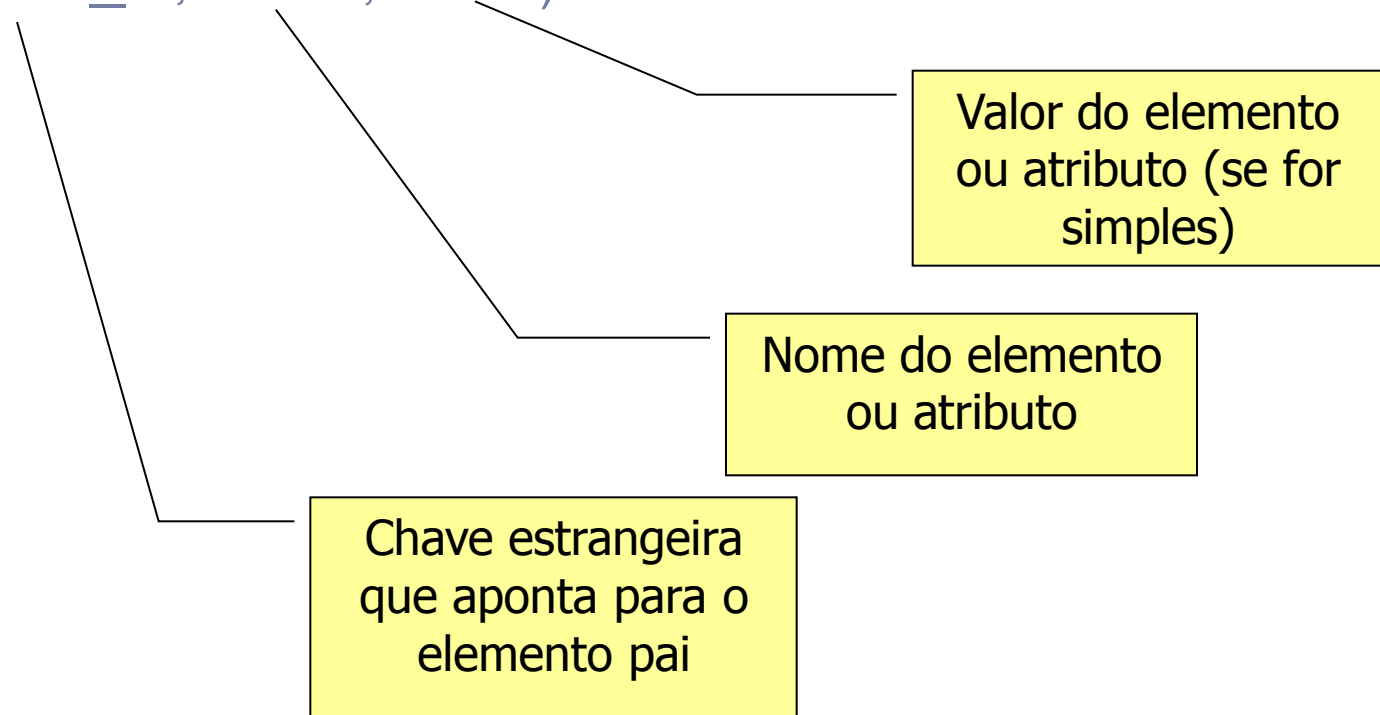 Valor do elemento
ou atributo (se for
simples)
Nome do elemento
ou atributo
Chave estrangeira
que aponta para o
elemento pai